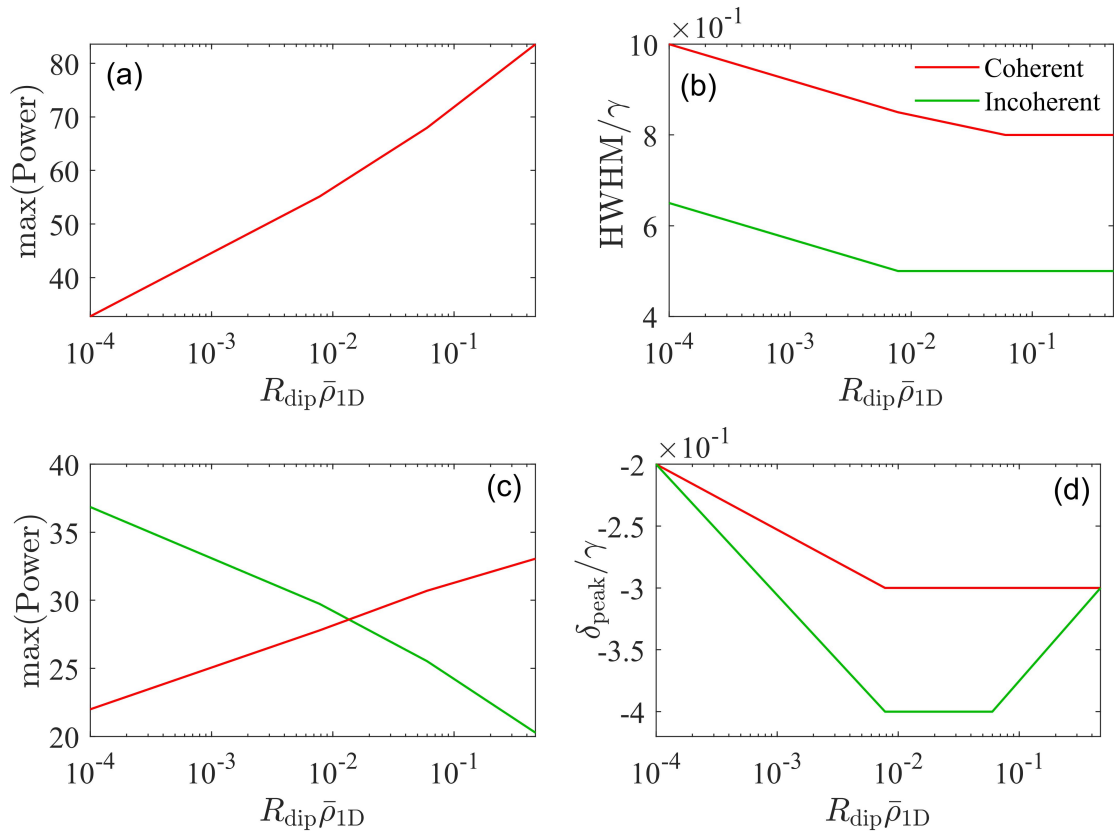 (a)
max(Power)
80
70
60
50
40
10⁻⁴ 10⁻³ 10⁻² 10⁻¹
R_dip ρ̄_1D
×10⁻¹
(b)
Coherent
Incoherent
HWHM/γ
10
8
6
4
10⁻⁴ 10⁻³ 10⁻² 10⁻¹
R_dip ρ̄_1D
(c)
max(Power)
40
35
30
25
20
10⁻⁴ 10⁻³ 10⁻² 10⁻¹
R_dip ρ̄_1D
×10⁻¹
(d)
δ_peak/γ
-2
-2.5
-3
-3.5
-4
10⁻⁴ 10⁻³ 10⁻² 10⁻¹
R_dip ρ̄_1D